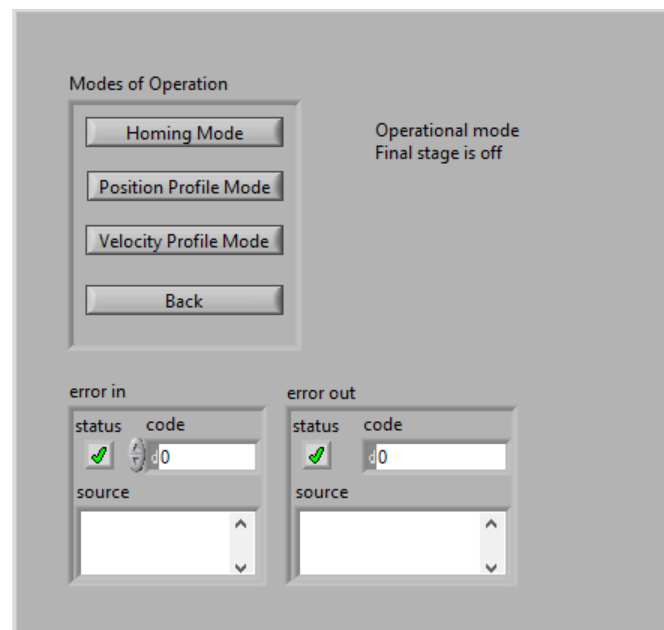 Modes of Operation
Homing Mode
Operational mode
Final stage is off
Position Profile Mode
Velocity Profile Mode
Back
error in
error out
status code
status code
d 0
d 0
source
source